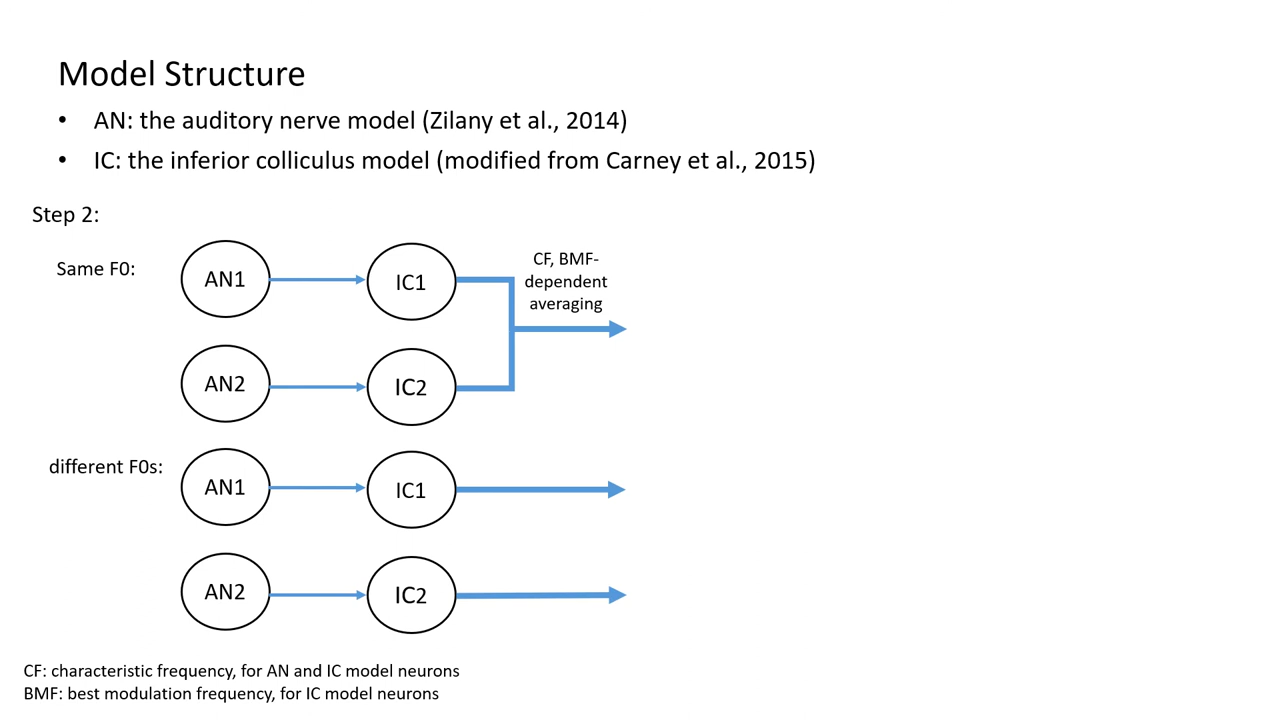 Model Structure
• AN: the auditory nerve model (Zilany et al., 2014)
• IC: the inferior colliculus model (modified from Carney et al., 2015)
Step 2:
Same F0:
AN1
IC1
CF, BMF-
dependent
averaging
AN2
IC2
different F0s:
AN1
IC1
AN2
IC2
CF: characteristic frequency, for AN and IC model neurons
BMF: best modulation frequency, for IC model neurons